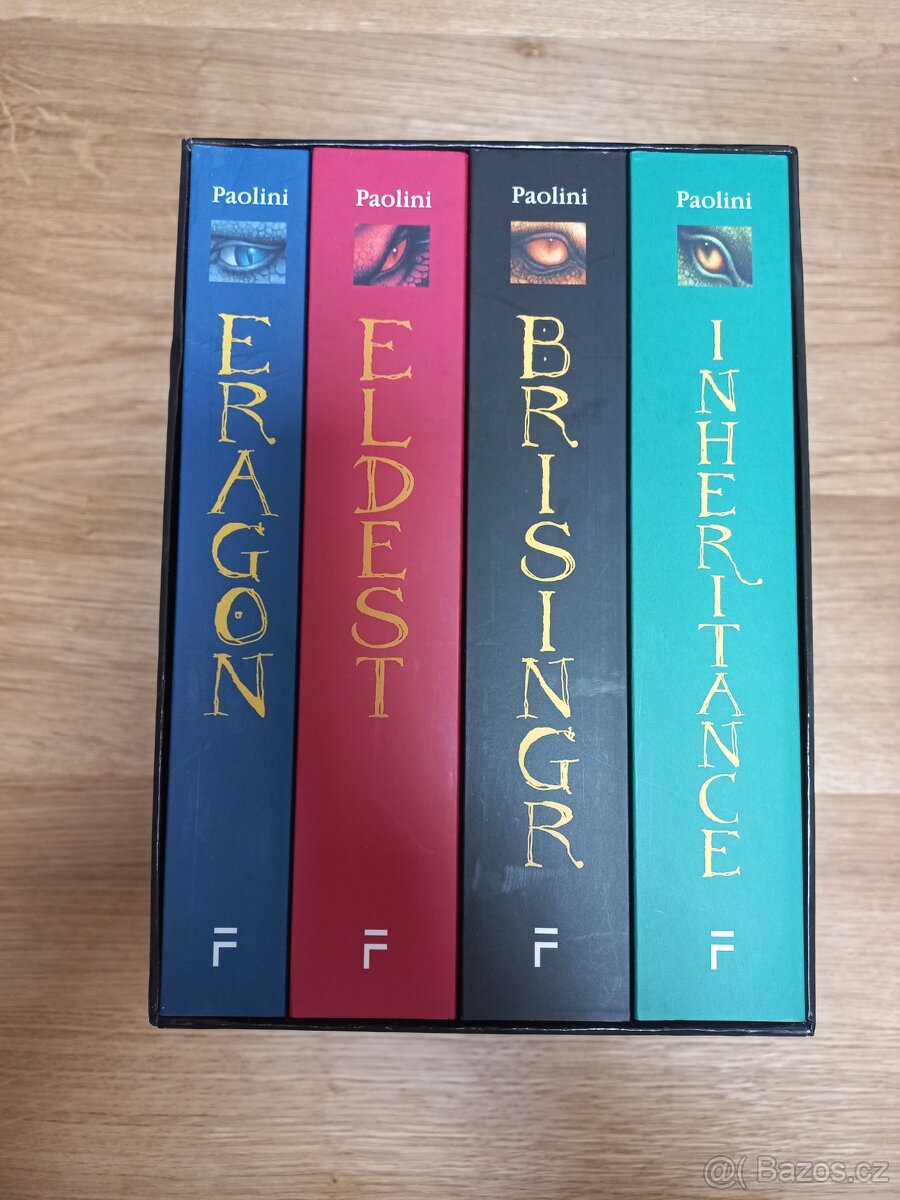 Paolini
ERAGON
F
Paolini
ELDEST
F
Paolini
BRISINGR
F
Paolini
INHERITANCE
F
@( Bazos.cz